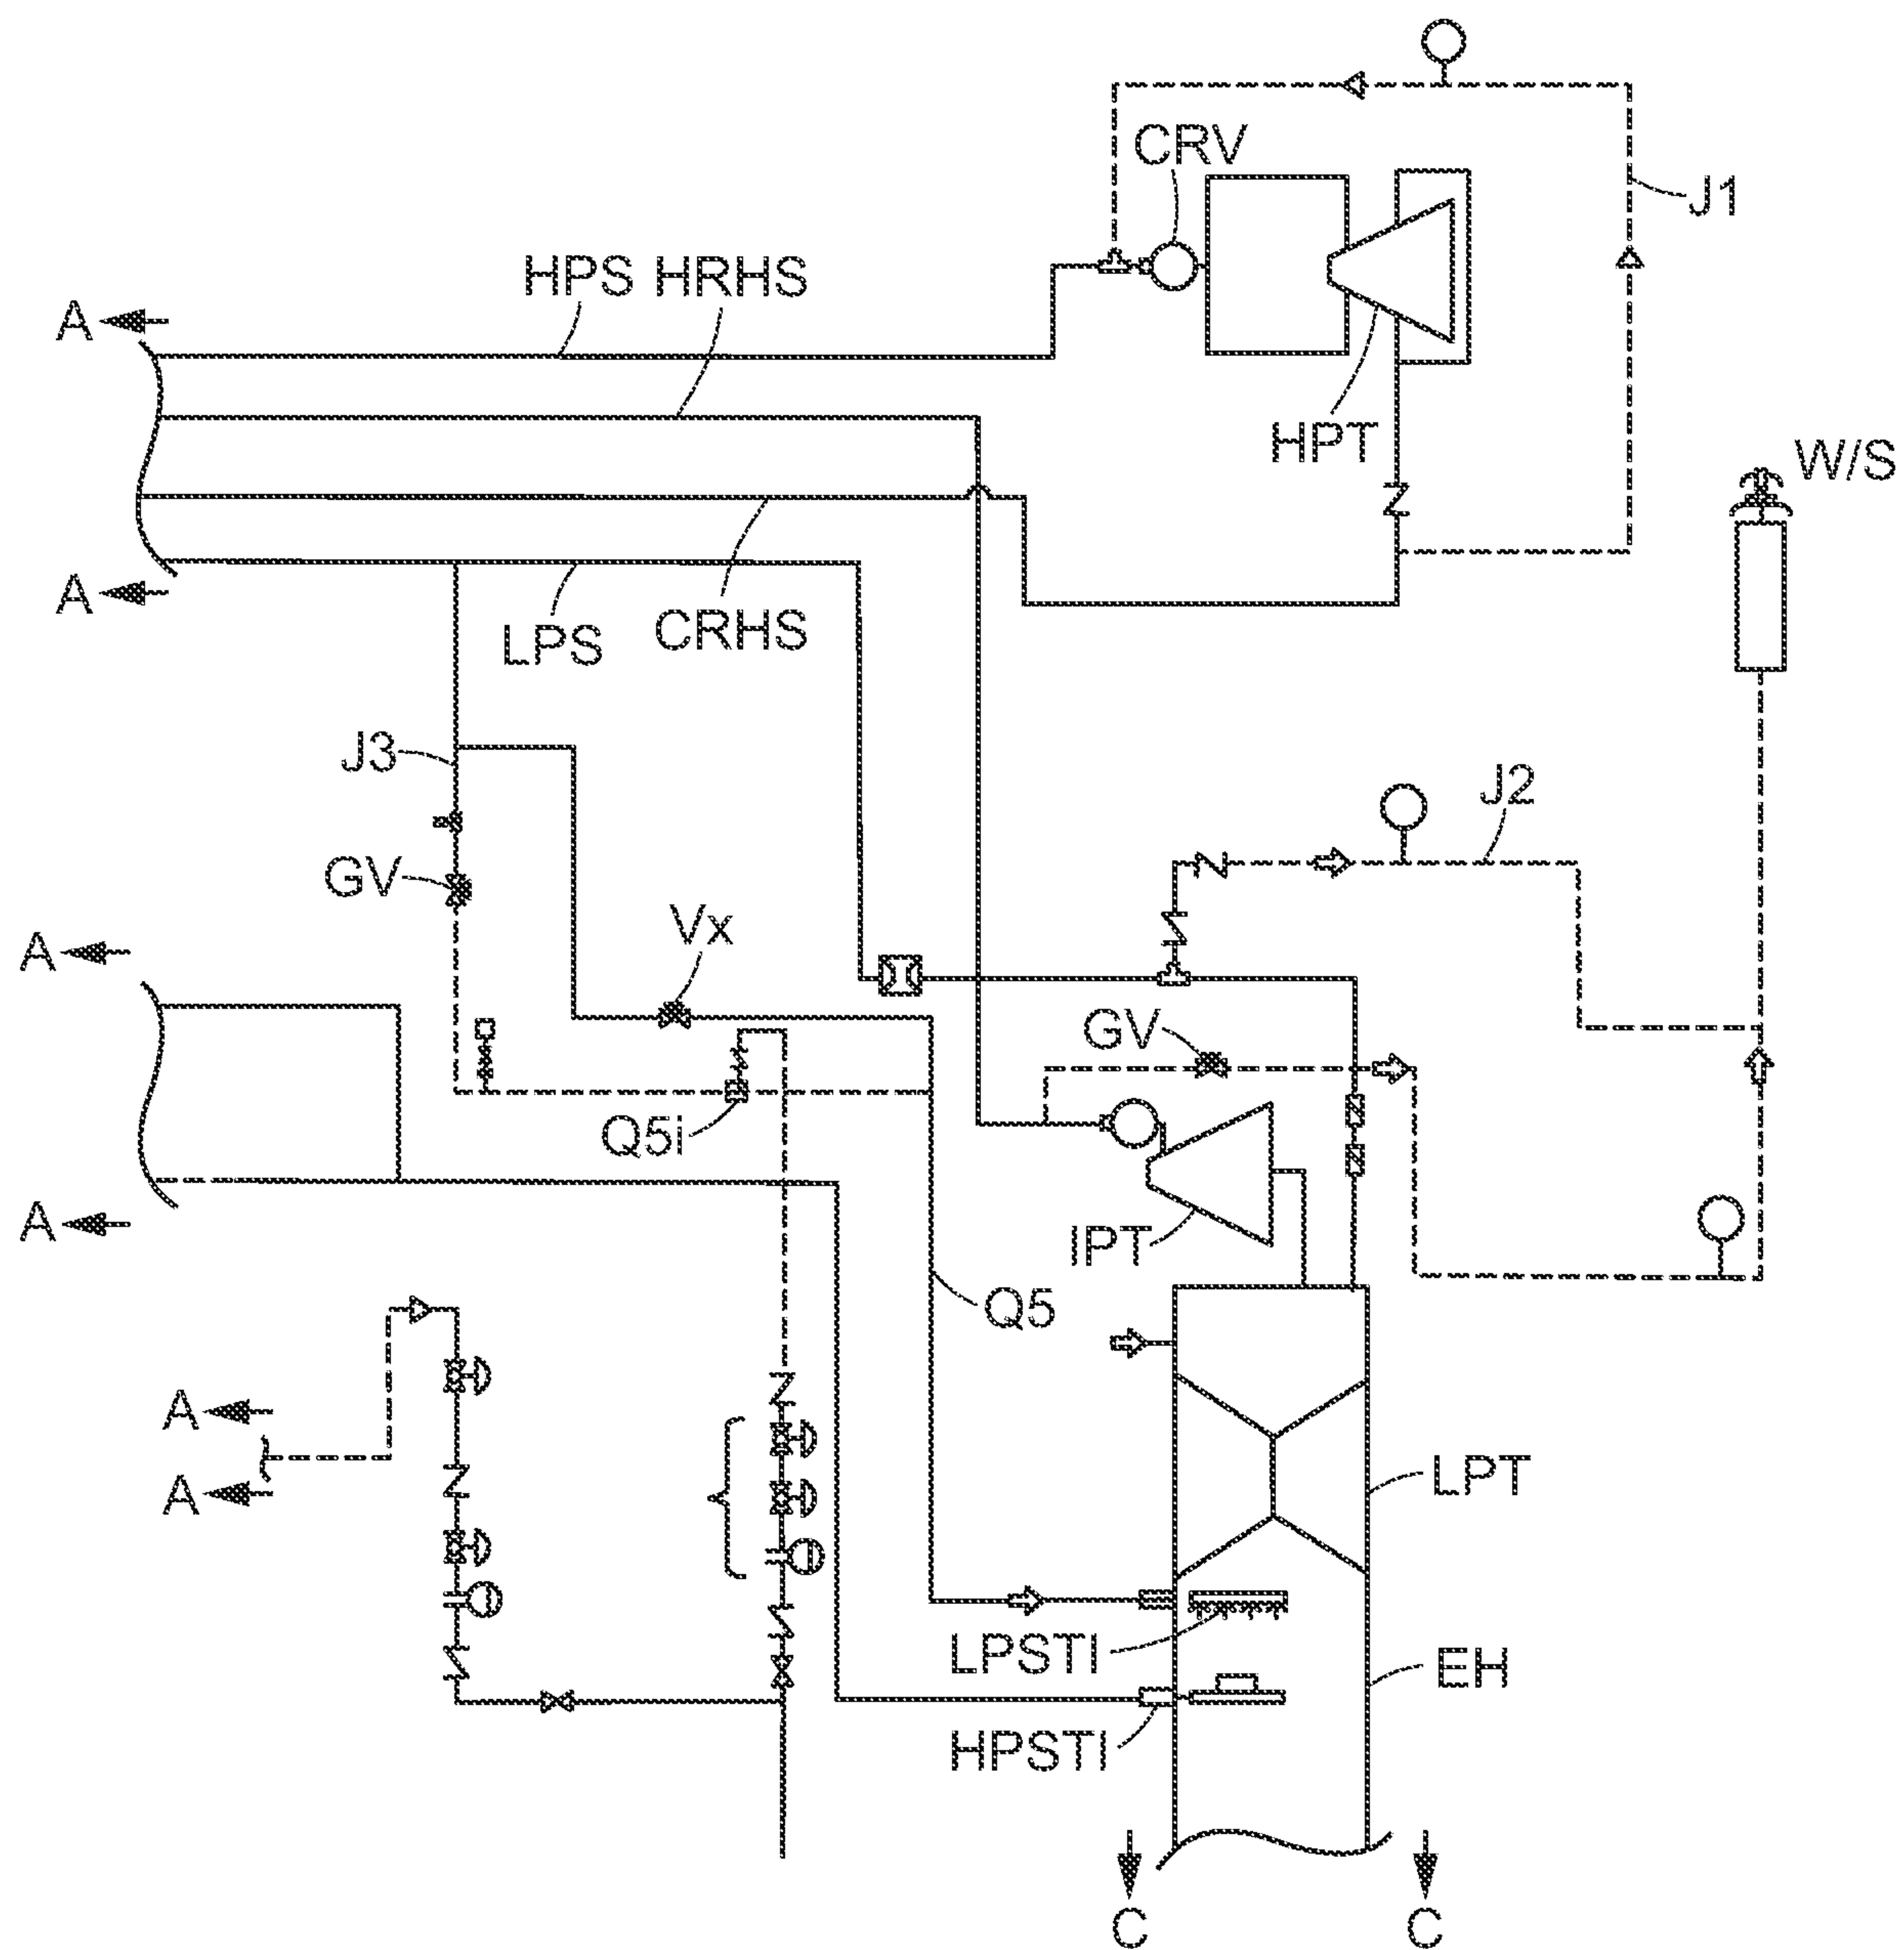 CRV
J1
HPS HRHS
A
HPT
W/S
A
LPS CRHS
J3
J2
GV
Vx
A
GV
Q5i
A
IPT
Q5
A
A
LPT
LPSTI
EH
HPSTI
C C